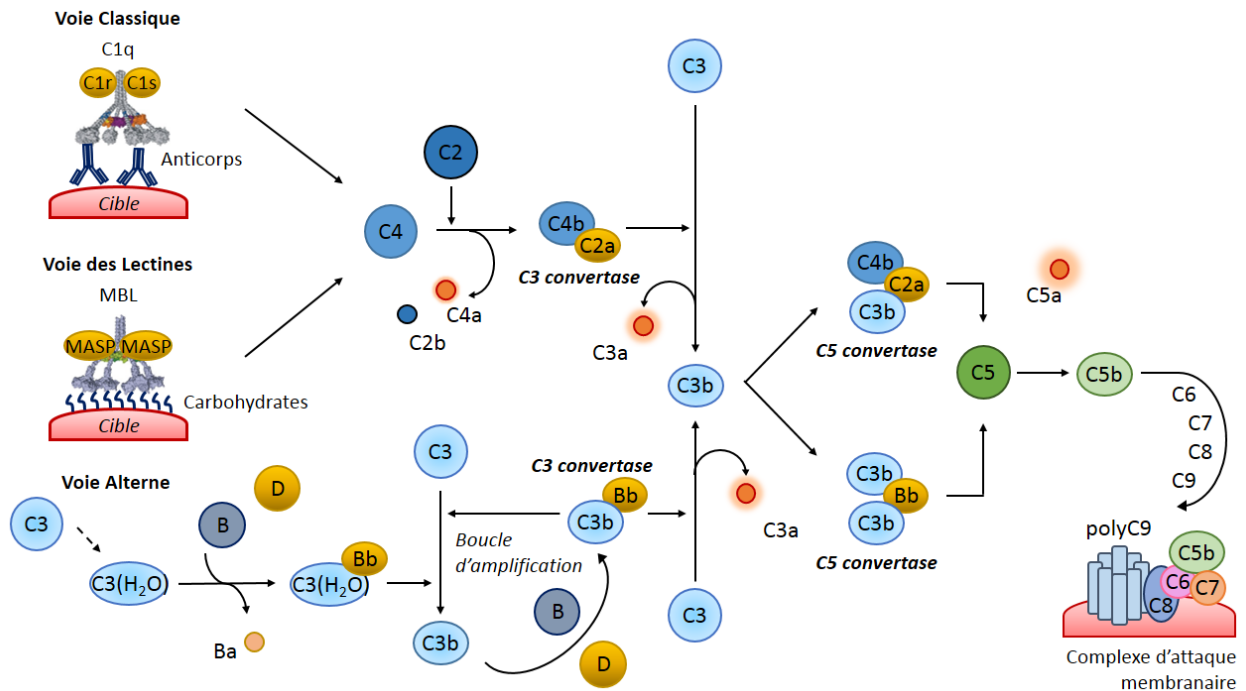 Voie Classique
C1q
C1r
C1s
Anticorps
Cible
Voie des Lectines
MBL
MASP
MASP
Carbohydrates
Cible
Voie Alterne
C3
C3(H₂O)
B
D
Ba
C3(H₂O)
Bb
C3
C3b
Boucle
d'amplification
B
D
C3 convertase
Bb
C3b
C4
C2
C4a
C2b
C4b
C2a
C3 convertase
C3
C3a
C3b
C3a
C3
C4b
C2a
C3b
C5 convertase
C3b
Bb
C3b
C5 convertase
C5
C5a
C5b
C6
C7
C8
C9
polyC9
C5b
C6
C7
C8
Complexe d'attaque
membranaire